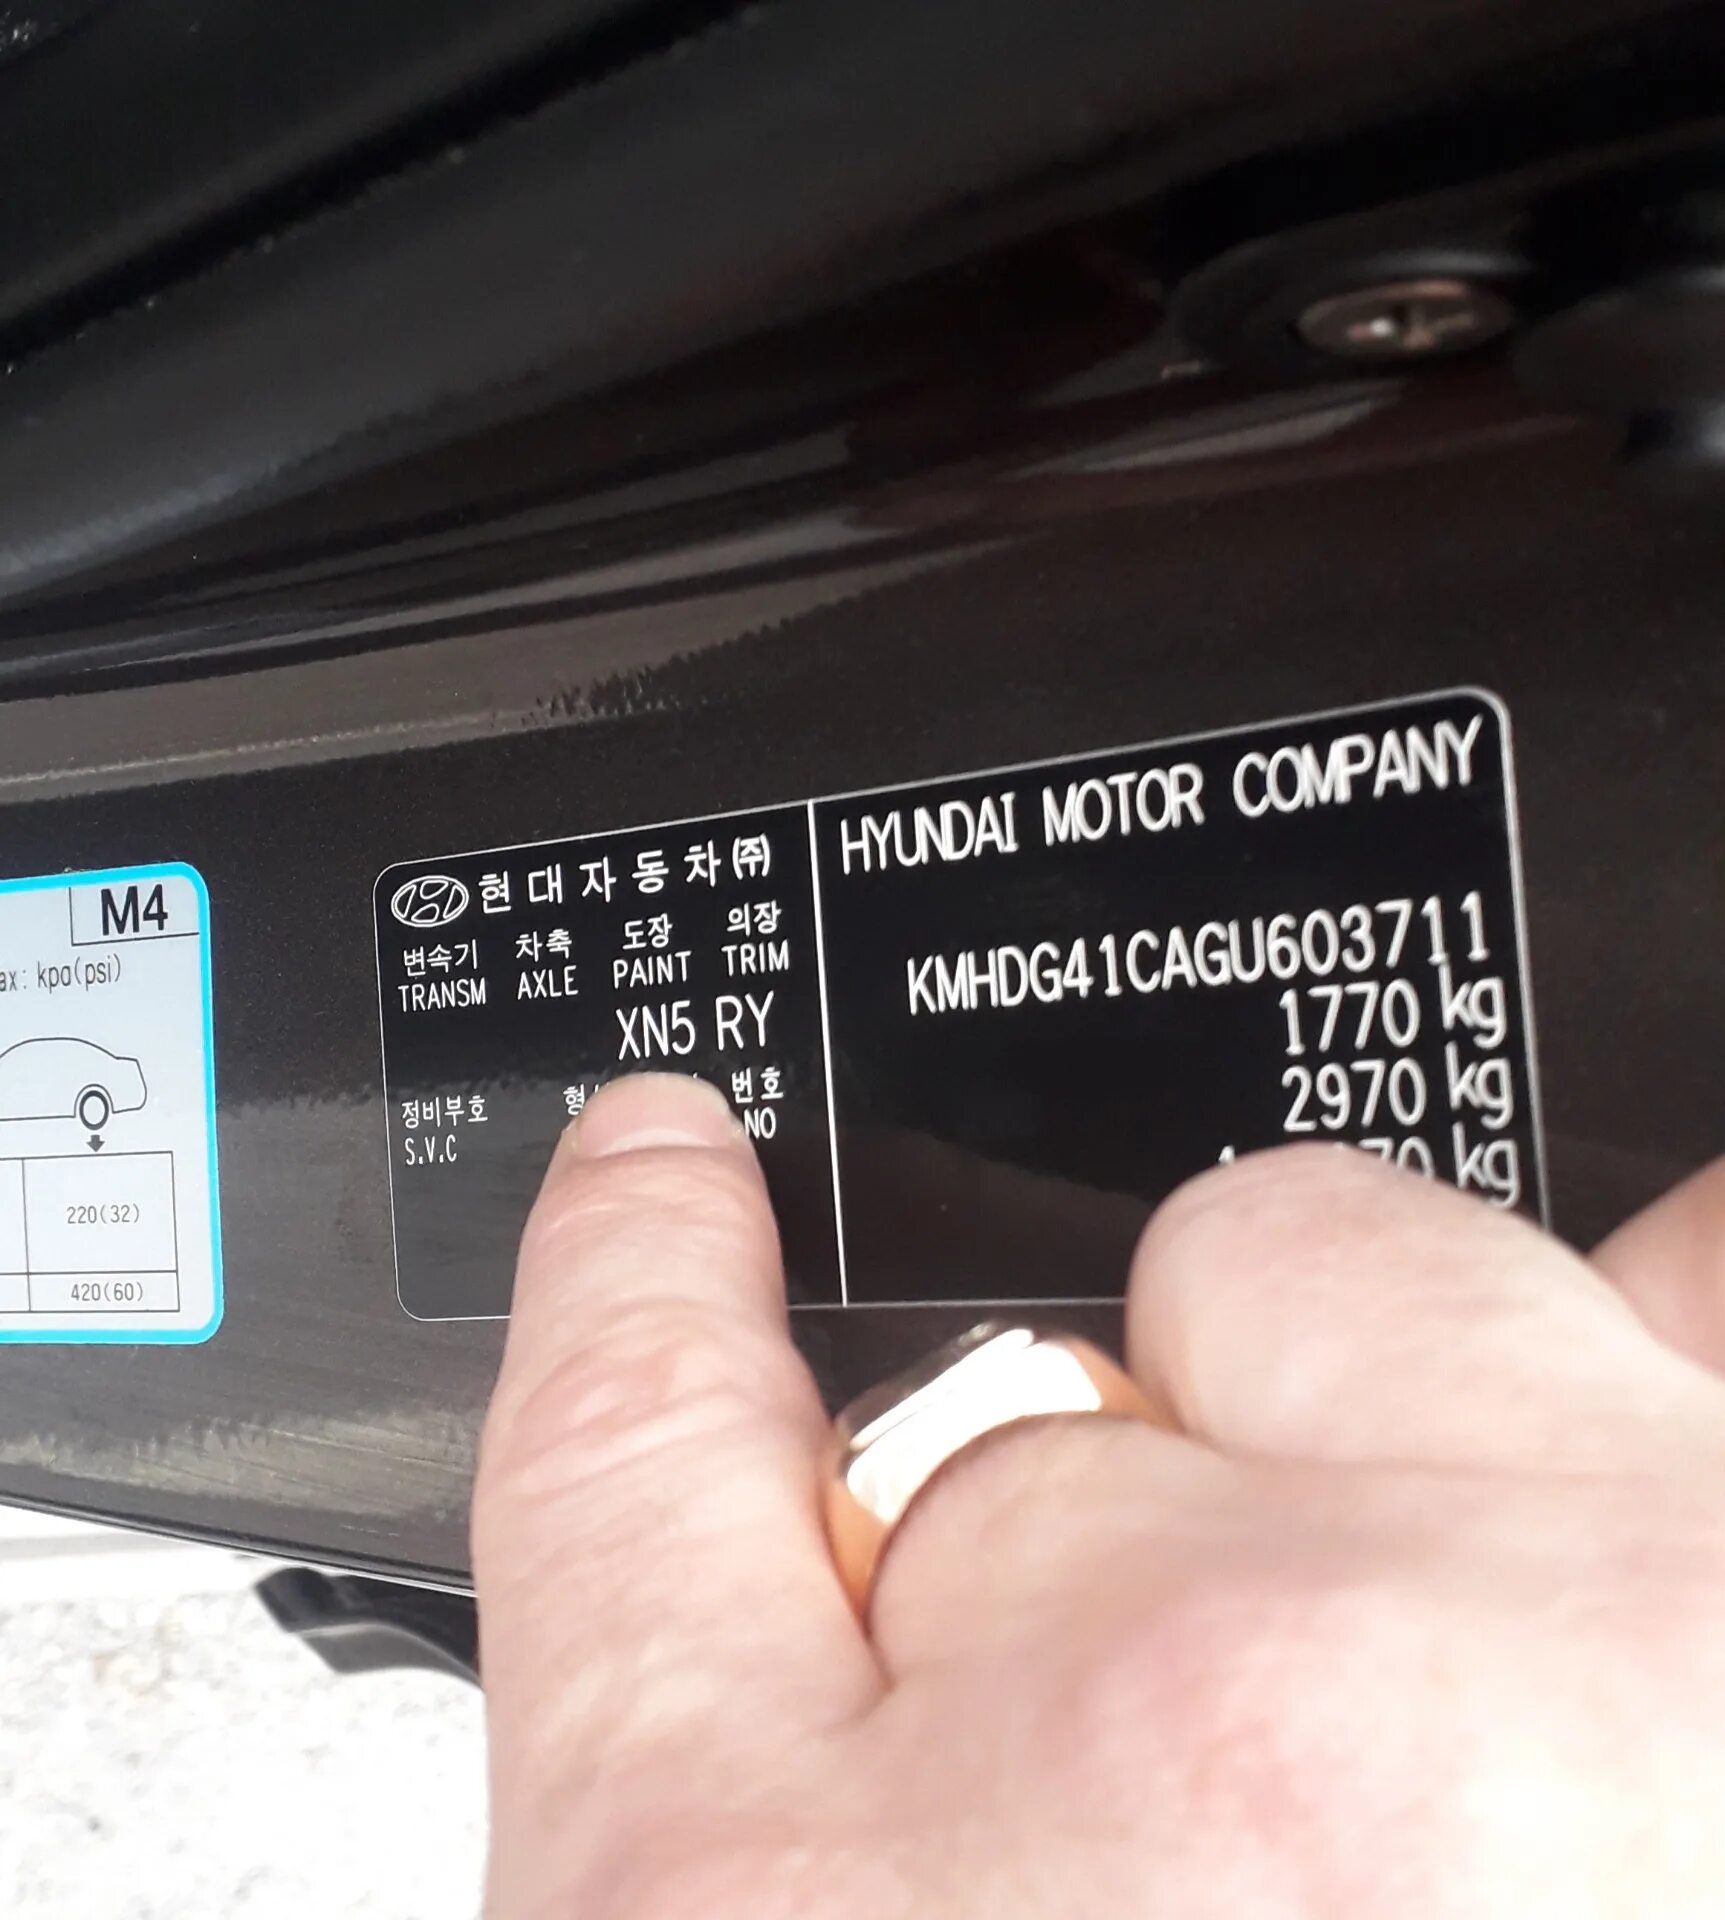 M4
ax: kpa(psi)
220(32)
420(60)
현대자동차㈜
변속기 차축 도장 의장
TRANSM AXLE PAINT TRIM
XN5 RY
정비부호 번호
S.V.C NO
HYUNDAI MOTOR COMPANY
KMHDG41CAGU603711
1770 kg
2970 kg
kg